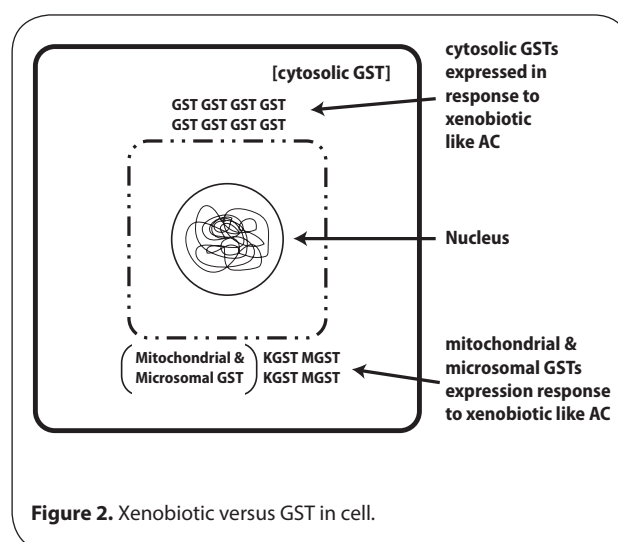 [cytosolic GST]
GST GST GST GST
GST GST GST GST
cytosolic GSTs
expressed in
response to
xenobiotic
like AC
Nucleus
Mitochondrial &
Microsomal GST
KGST MGST
KGST MGST
mitochondrial &
microsomal GSTs
expression response
to xenobiotic like AC
Figure 2. Xenobiotic versus GST in cell.